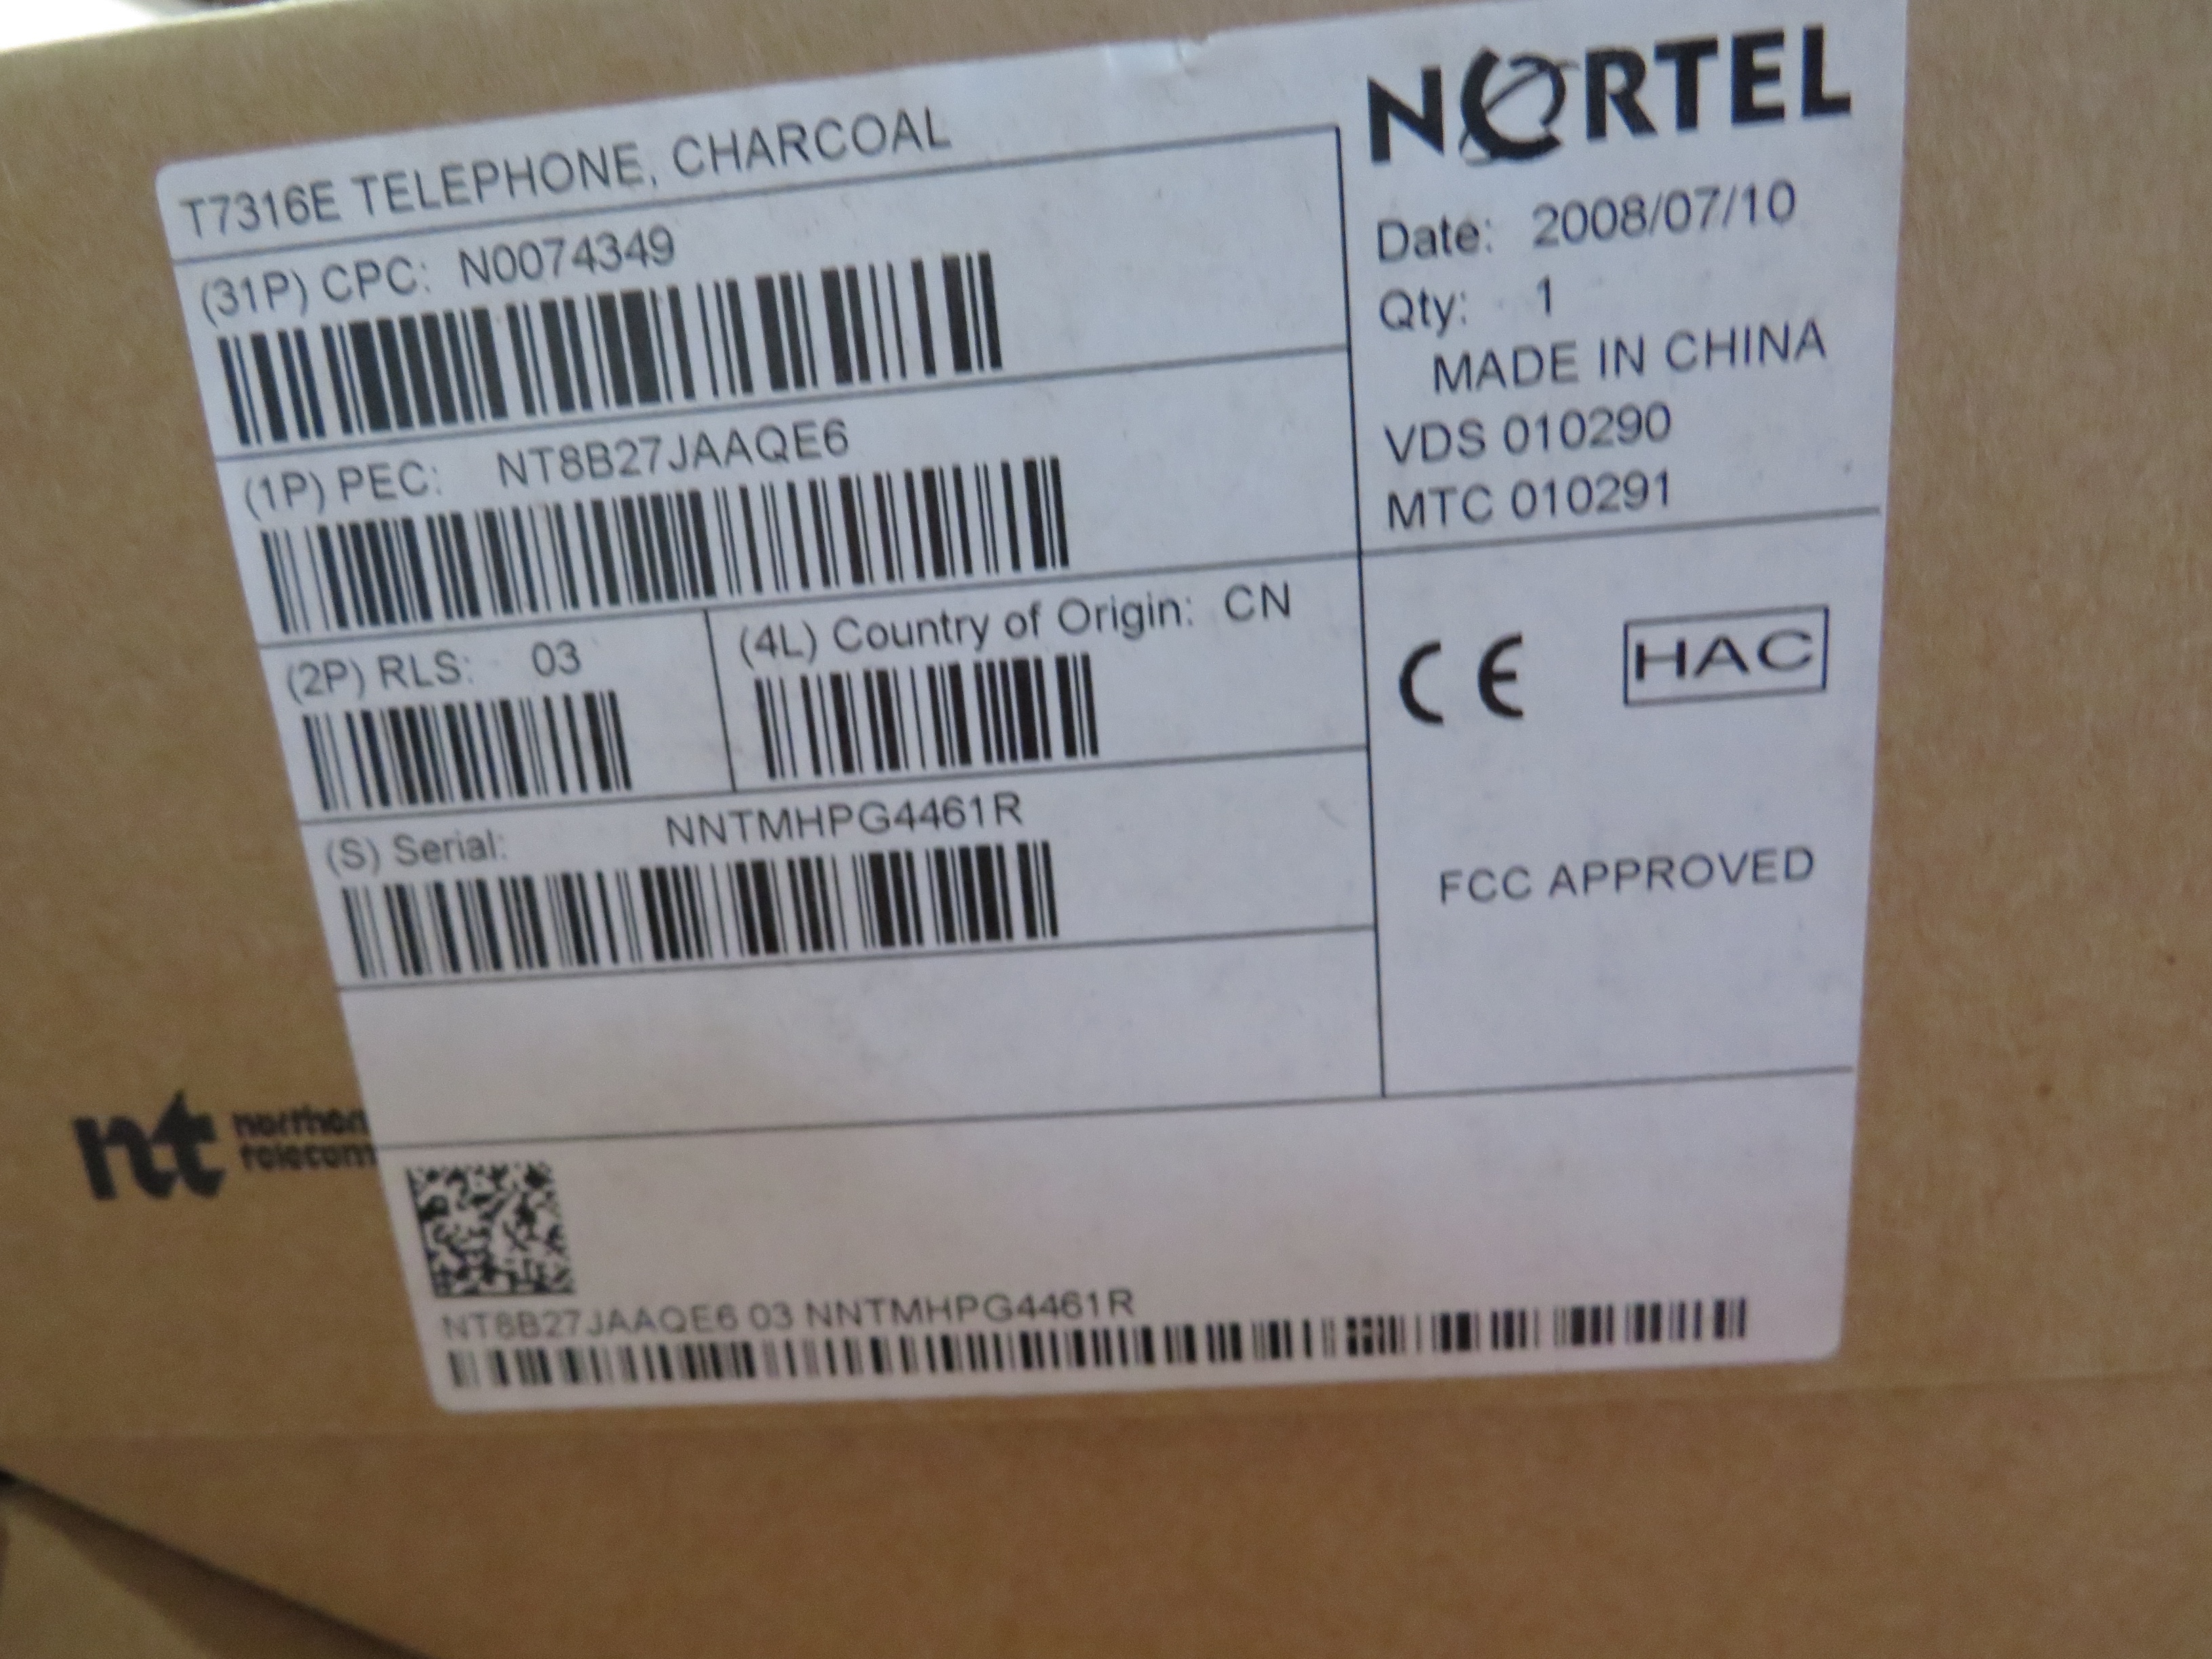 T7316E TELEPHONE, CHARCOAL
(31P) CPC: N0074349
(1P) PEC: NT8B27JAAQE6
(2P) RLS: 03
(4L) Country of Origin: CN
(S) Serial: NNTMHPG4461R
NORTEL
Date: 2008/07/10
Qty: 1
MADE IN CHINA
VDS 010290
MTC 010291
CE HAC
FCC APPROVED
nt northern
telecom
NT8B27JAAQE6 03 NNTMHPG4461R